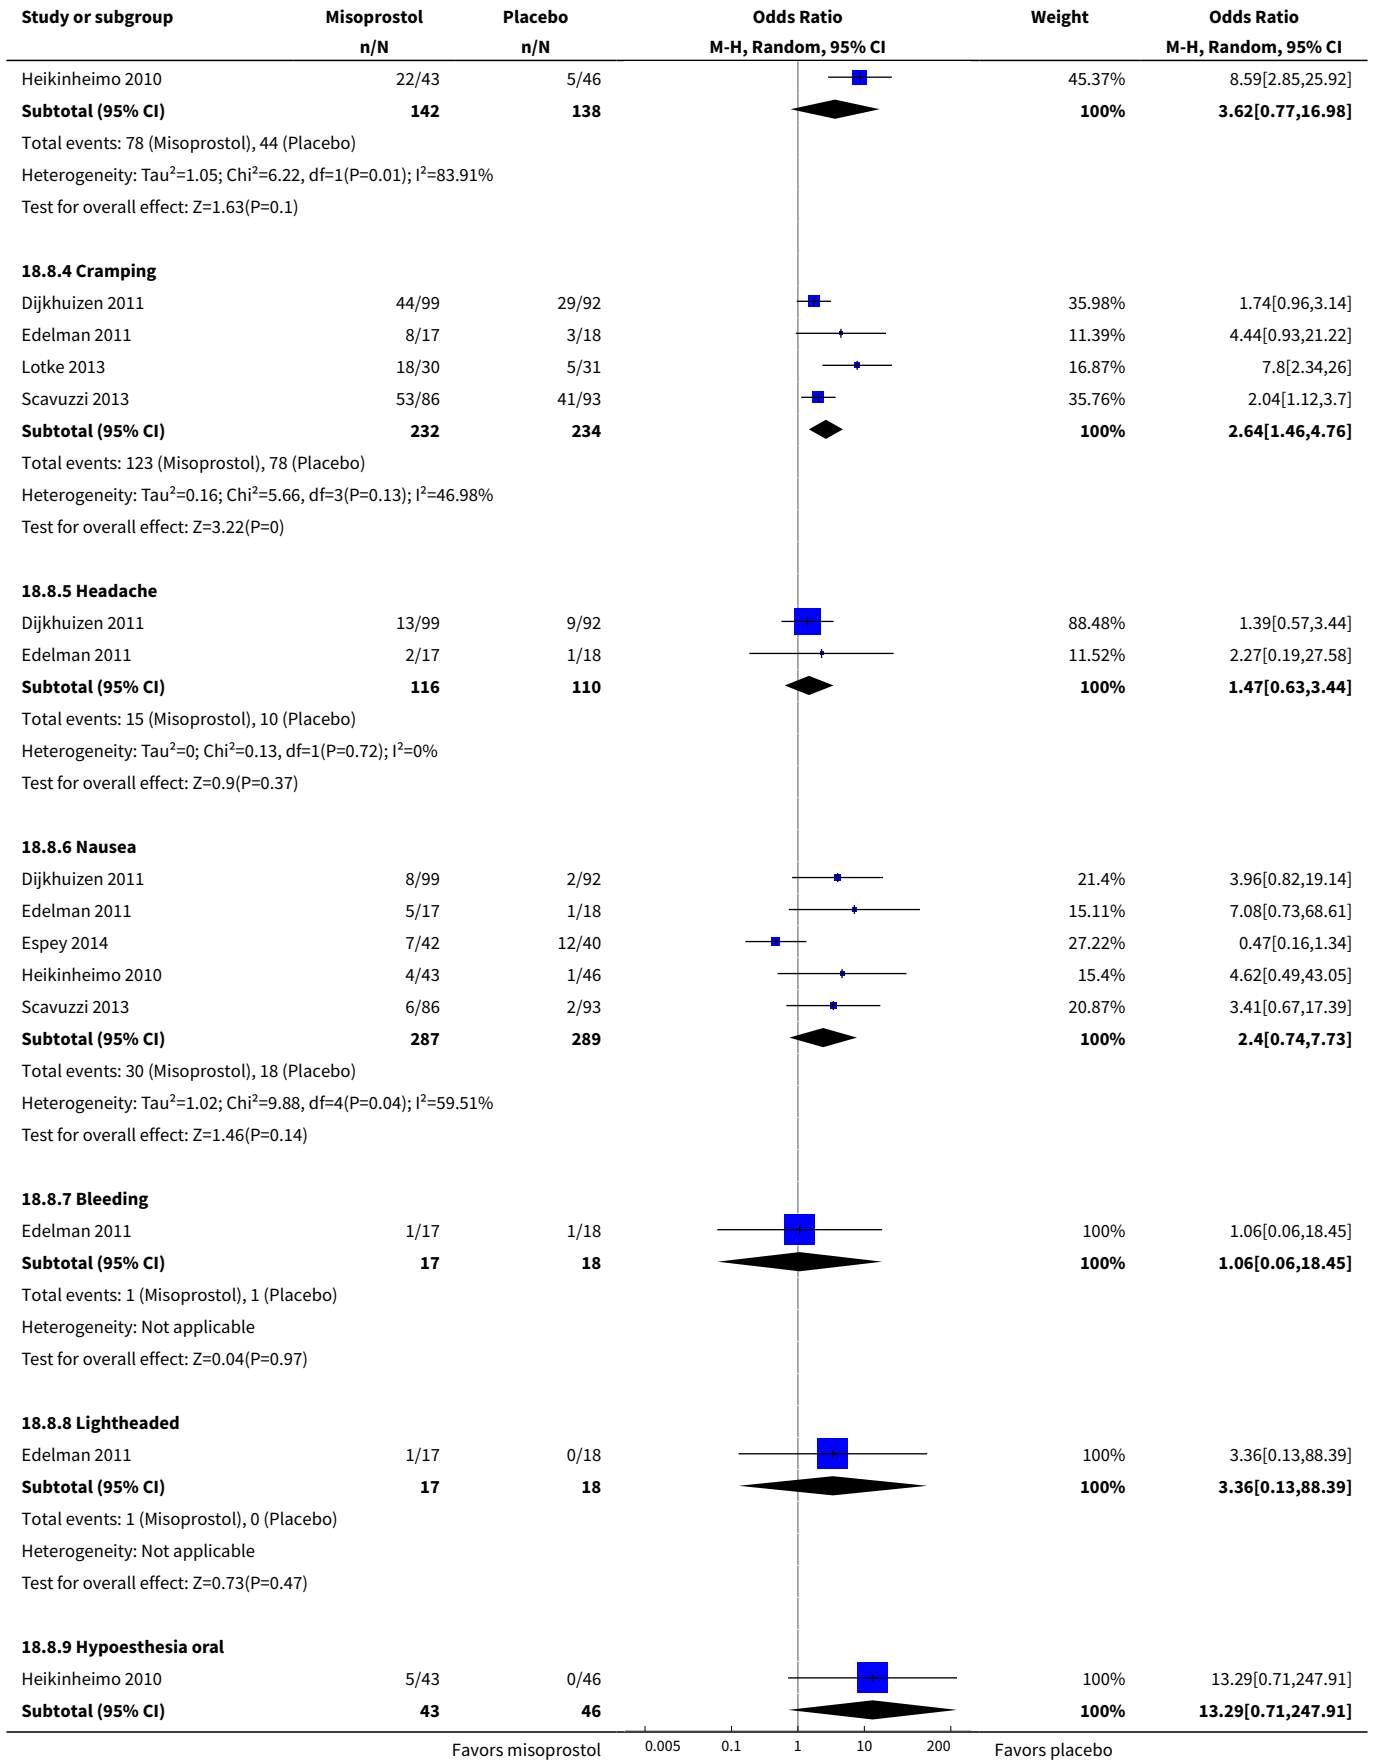 Study or subgroup Misoprostol Placebo Odds Ratio Weight Odds Ratio
n/N n/N M-H, Random, 95% CI M-H, Random, 95% CI
Heikinheimo 2010 22/43 5/46 45.37% 8.59[2.85,25.92]
Subtotal (95% CI) 142 138 100% 3.62[0.77,16.98]
Total events: 78 (Misoprostol), 44 (Placebo)
Heterogeneity: Tau²=1.05; Chi²=6.22, df=1(P=0.01); I²=83.91%
Test for overall effect: Z=1.63(P=0.1)
18.8.4 Cramping
Dijkhuizen 2011 44/99 29/92 35.98% 1.74[0.96,3.14]
Edelman 2011 8/17 3/18 11.39% 4.44[0.93,21.22]
Lotke 2013 18/30 5/31 16.87% 7.8[2.34,26]
Scavuzzi 2013 53/86 41/93 35.76% 2.04[1.12,3.7]
Subtotal (95% CI) 232 234 100% 2.64[1.46,4.76]
Total events: 123 (Misoprostol), 78 (Placebo)
Heterogeneity: Tau²=0.16; Chi²=5.66, df=3(P=0.13); I²=46.98%
Test for overall effect: Z=3.22(P=0)
18.8.5 Headache
Dijkhuizen 2011 13/99 9/92 88.48% 1.39[0.57,3.44]
Edelman 2011 2/17 1/18 11.52% 2.27[0.19,27.58]
Subtotal (95% CI) 116 110 100% 1.47[0.63,3.44]
Total events: 15 (Misoprostol), 10 (Placebo)
Heterogeneity: Tau²=0; Chi²=0.13, df=1(P=0.72); I²=0%
Test for overall effect: Z=0.9(P=0.37)
18.8.6 Nausea
Dijkhuizen 2011 8/99 2/92 21.4% 3.96[0.82,19.14]
Edelman 2011 5/17 1/18 15.11% 7.08[0.73,68.61]
Espey 2014 7/42 12/40 27.22% 0.47[0.16,1.34]
Heikinheimo 2010 4/43 1/46 15.4% 4.62[0.49,43.05]
Scavuzzi 2013 6/86 2/93 20.87% 3.41[0.67,17.39]
Subtotal (95% CI) 287 289 100% 2.4[0.74,7.73]
Total events: 30 (Misoprostol), 18 (Placebo)
Heterogeneity: Tau²=1.02; Chi²=9.88, df=4(P=0.04); I²=59.51%
Test for overall effect: Z=1.46(P=0.14)
18.8.7 Bleeding
Edelman 2011 1/17 1/18 100% 1.06[0.06,18.45]
Subtotal (95% CI) 17 18 100% 1.06[0.06,18.45]
Total events: 1 (Misoprostol), 1 (Placebo)
Heterogeneity: Not applicable
Test for overall effect: Z=0.04(P=0.97)
18.8.8 Lightheaded
Edelman 2011 1/17 0/18 100% 3.36[0.13,88.39]
Subtotal (95% CI) 17 18 100% 3.36[0.13,88.39]
Total events: 1 (Misoprostol), 0 (Placebo)
Heterogeneity: Not applicable
Test for overall effect: Z=0.73(P=0.47)
18.8.9 Hypoesthesia oral
Heikinheimo 2010 5/43 0/46 100% 13.29[0.71,247.91]
Subtotal (95% CI) 43 46 100% 13.29[0.71,247.91]
Favors misoprostol 0.005 0.1 1 10 200 Favors placebo